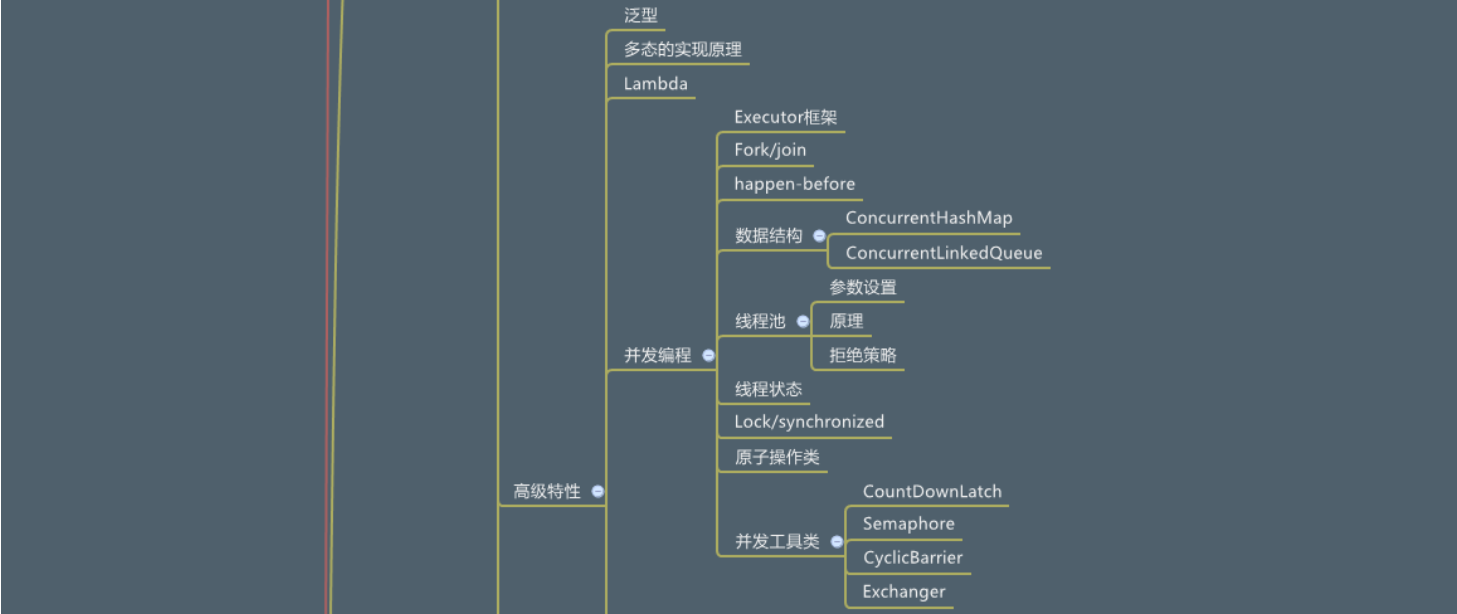 泛型
多态的实现原理
Lambda
Executor框架
Fork/join
happen-before
ConcurrentHashMap
数据结构
ConcurrentLinkedQueue
参数设置
线程池
原理
并发编程
拒绝策略
线程状态
Lock/synchronized
原子操作类
高级特性
CountDownLatch
Semaphore
并发工具类
CyclicBarrier
Exchanger